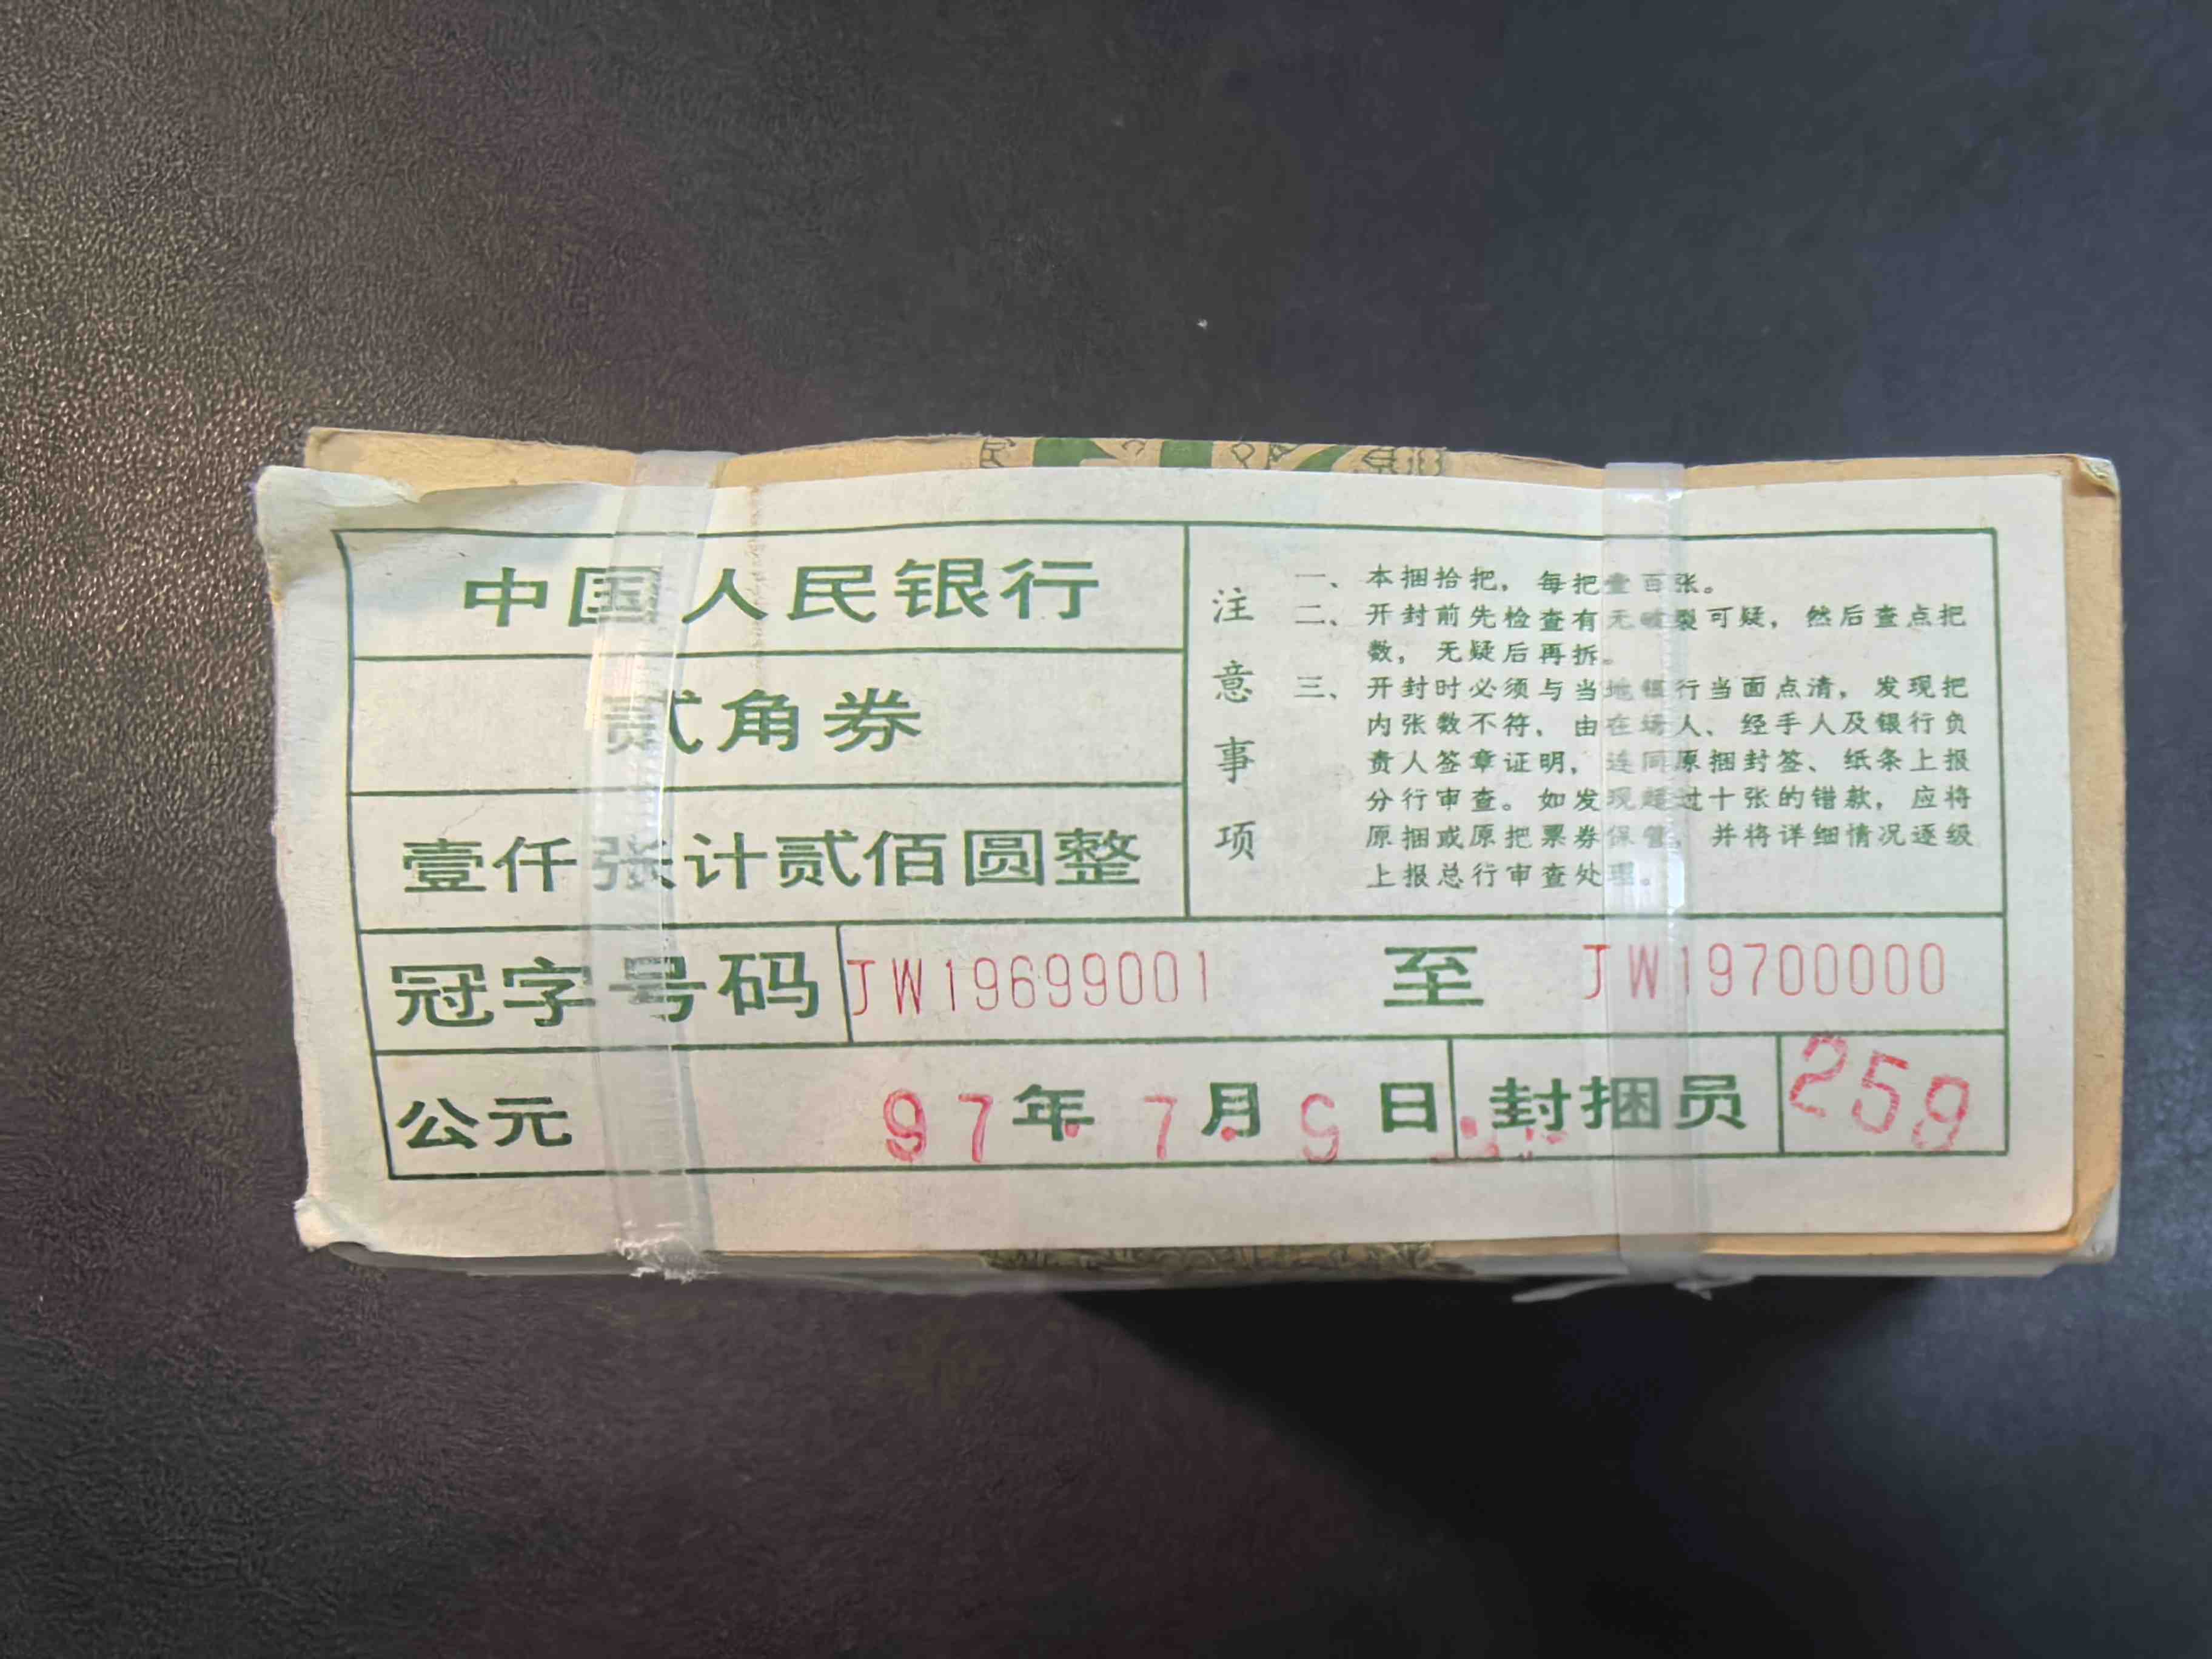 中国人民银行
贰角券
壹仟张计贰佰圆整
注意事项
一、本捆拾把，每把壹百张。
二、开封前先检查有无破裂可疑，然后查点把
数，无疑后再拆。
三、开封时必须与当地银行当面点清，发现把
内张数不符，由在场人、经手人及银行负
责人签章证明，连同原捆封签、纸条上报
分行审查。如发现超过十张的错款，应将
原捆或原把票券保管，并将详细情况逐级
上报总行审查处理。
冠字号码 JW19699001 至 JW19700000
公元 97年 7月 5日 封捆员 259